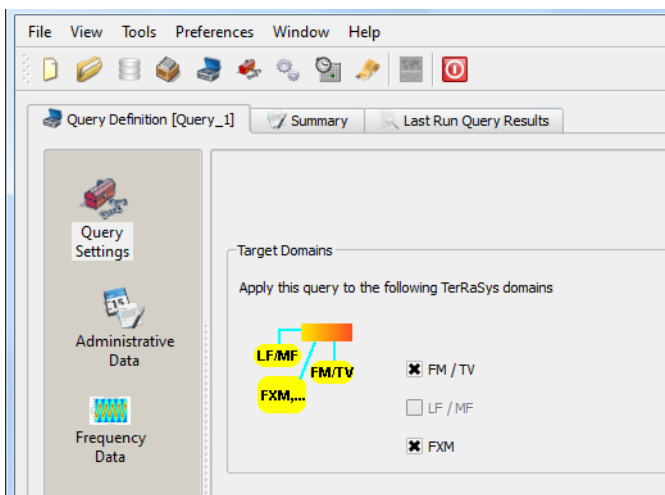 File View Tools Preferences Window Help
Query Definition [Query_1] Summary Last Run Query Results
Query
Settings
Administrative
Data
Frequency
Data
Target Domains
Apply this query to the following TerRaSys domains
LF/MF
FM/TV
FXM,...
FM / TV
LF / MF
FXM